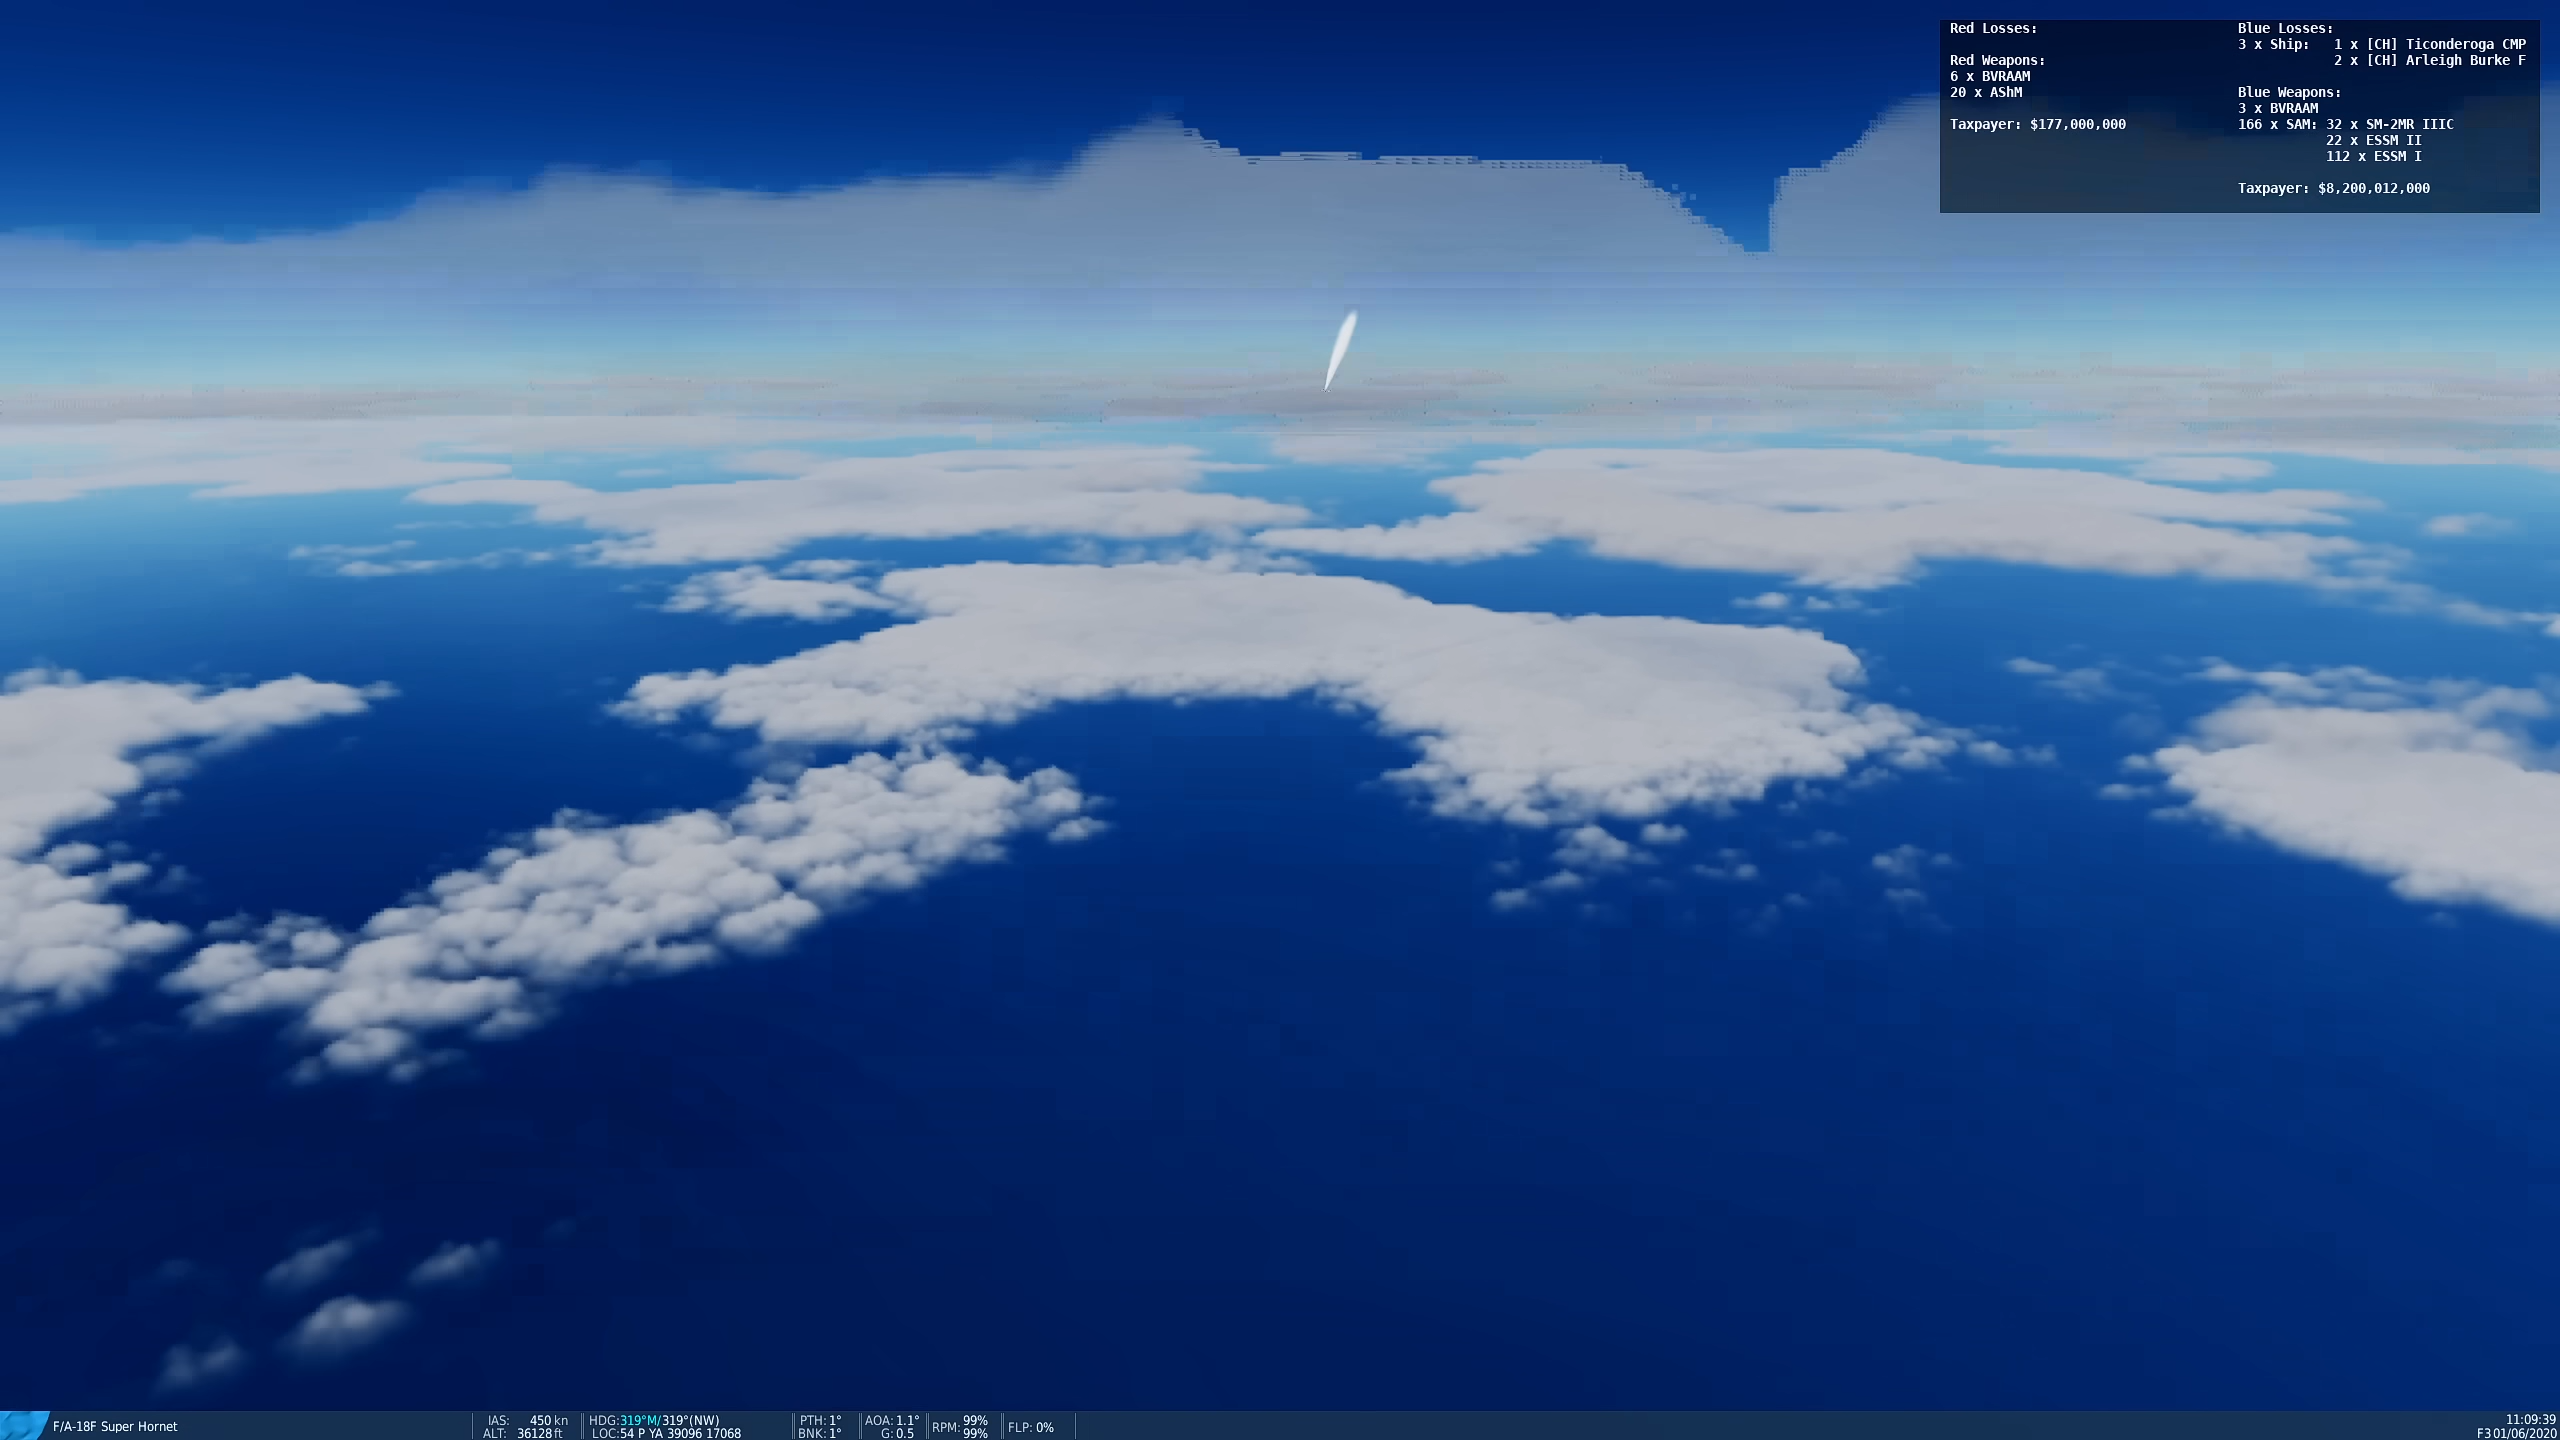 Red Losses:
Red Weapons:
6 x BVRAAM
20 x AShM
Taxpayer: $177,000,000
Blue Losses:
3 x Ship: 1 x [CH] Ticonderoga CMP
2 x [CH] Arleigh Burke F
Blue Weapons:
3 x BVRAAM
166 x SAM: 32 x SM-2MR IIIC
22 x ESSM II
112 x ESSM I
Taxpayer: $8,200,012,000
F/A-18F Super Hornet
IAS: 450 kn
ALT: 36128 ft
HDG:319°M/319°(NW)
LOC:54 P YA 39096 17068
PTH: 1°
BNK: 1°
AOA: 1.1°
G: 0.5
RPM: 99%
99%
FLP: 0%
11:09:39
F3 01/06/2020